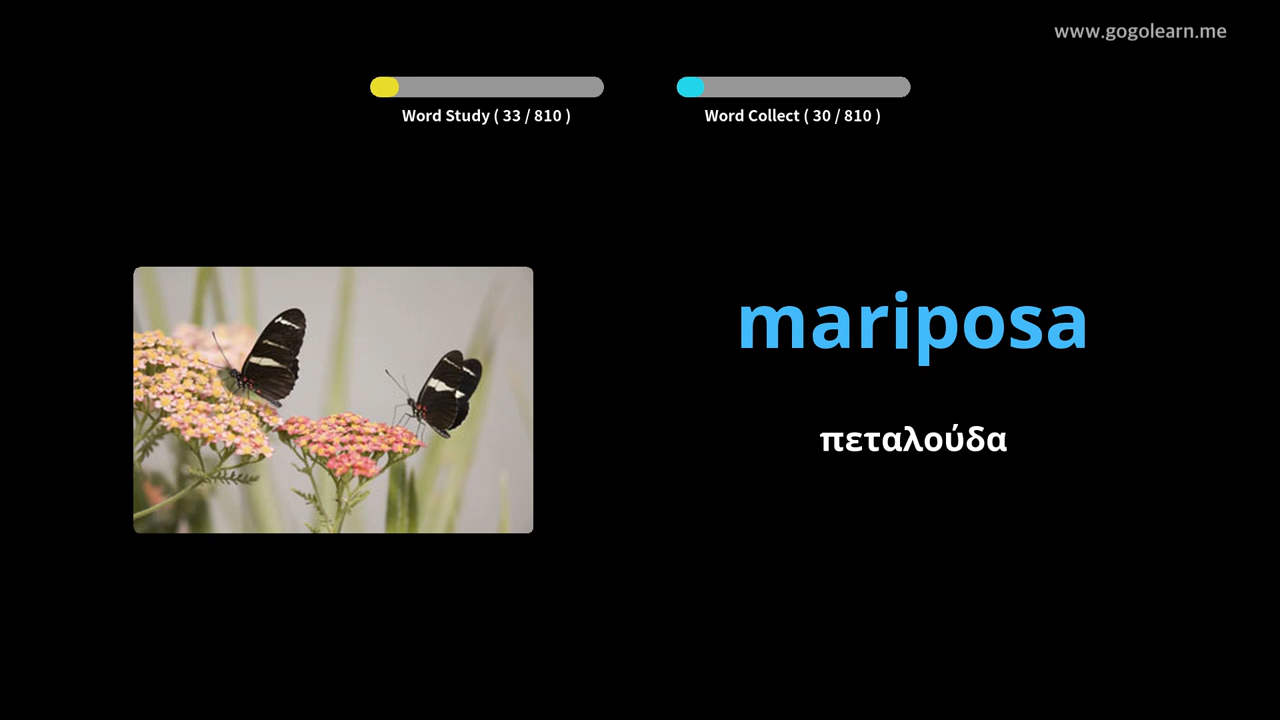 www.gogolearn.me
Word Study ( 33 / 810 )
Word Collect ( 30 / 810 )
mariposa
πεταλούδα